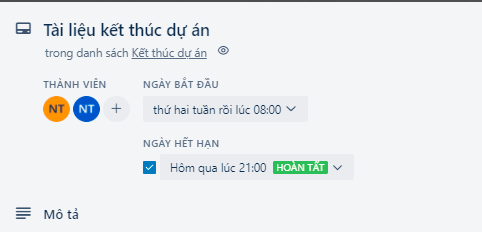 Tài liệu kết thúc dự án
trong danh sách Kết thúc dự án
THÀNH VIÊN
NGÀY BẮT ĐẦU
NT NT +
thứ hai tuần rồi lúc 08:00
NGÀY HẾT HẠN
Hôm qua lúc 21:00 HOÀN TẤT
Mô tả